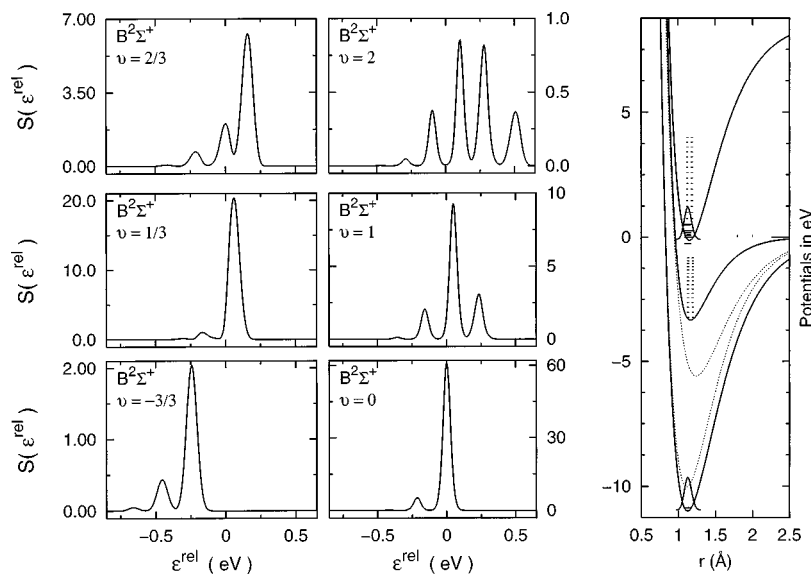 7.00
3.50
0.00
S( ε^rel )
B²Σ⁺
υ = 2/3
B²Σ⁺
υ = 2
1.0
0.5
0.0
20.0
10.0
0.0
S( ε^rel )
B²Σ⁺
υ = 1/3
B²Σ⁺
υ = 1
10
5
0
2.00
1.00
0.00
S( ε^rel )
B²Σ⁺
υ = −3/3
B²Σ⁺
υ = 0
60
30
0
−0.5 0 0.5
−0.5 0 0.5
ε^rel ( eV )
ε^rel ( eV )
5
0
−5
−10
0.5 1 1.5 2 2.5
r (Å)
Potentials in eV